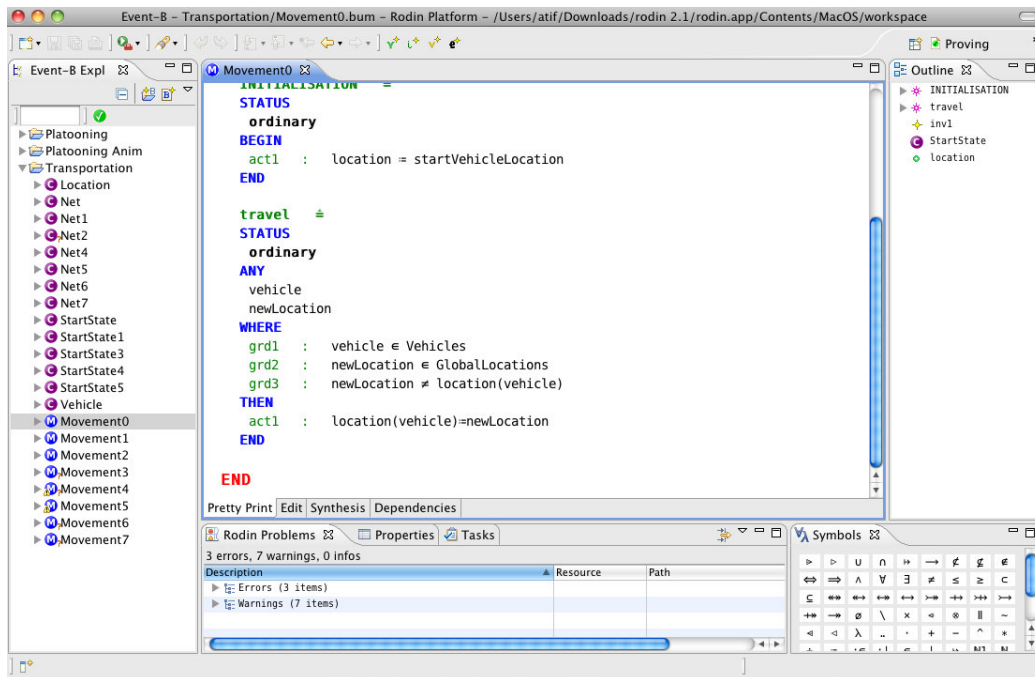 Event-B – Transportation/Movement0.bum – Rodin Platform – /Users/atif/Downloads/rodin 2.1/rodin.app/Contents/MacOS/workspace
Proving
Event-B Expl
Platooning
Platooning Anim
Transportation
Location
Net
Net1
Net2
Net4
Net5
Net6
Net7
StartState
StartState1
StartState3
StartState4
StartState5
Vehicle
Movement0
Movement1
Movement2
Movement3
Movement4
Movement5
Movement6
Movement7
Movement0
INITIALISATION ≙
STATUS
ordinary
BEGIN
act1 : location ≔ startVehicleLocation
END
travel ≙
STATUS
ordinary
ANY
vehicle
newLocation
WHERE
grd1 : vehicle ∈ Vehicles
grd2 : newLocation ∈ GlobalLocations
grd3 : newLocation ≠ location(vehicle)
THEN
act1 : location(vehicle)≔newLocation
END
END
Pretty Print Edit Synthesis Dependencies
Outline
INITIALISATION
travel
inv1
StartState
location
Rodin Problems Properties Tasks
3 errors, 7 warnings, 0 infos
Description Resource Path
Errors (3 items)
Warnings (7 items)
Symbols